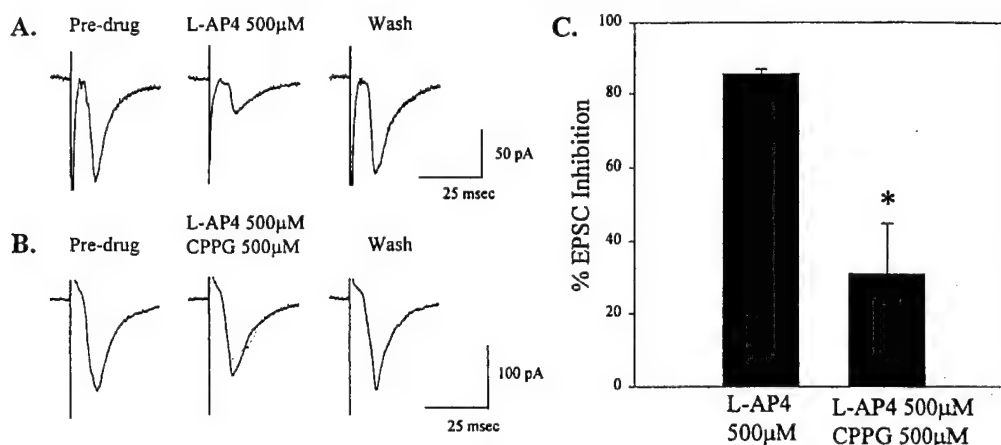 A.
Pre-drug
L-AP4 500μM
Wash
50 pA
25 msec
B.
Pre-drug
L-AP4 500μM
CPPG 500μM
Wash
100 pA
25 msec
C.
% EPSC Inhibition
100
80
60
40
20
0
*
L-AP4
500μM
L-AP4 500μM
CPPG 500μM